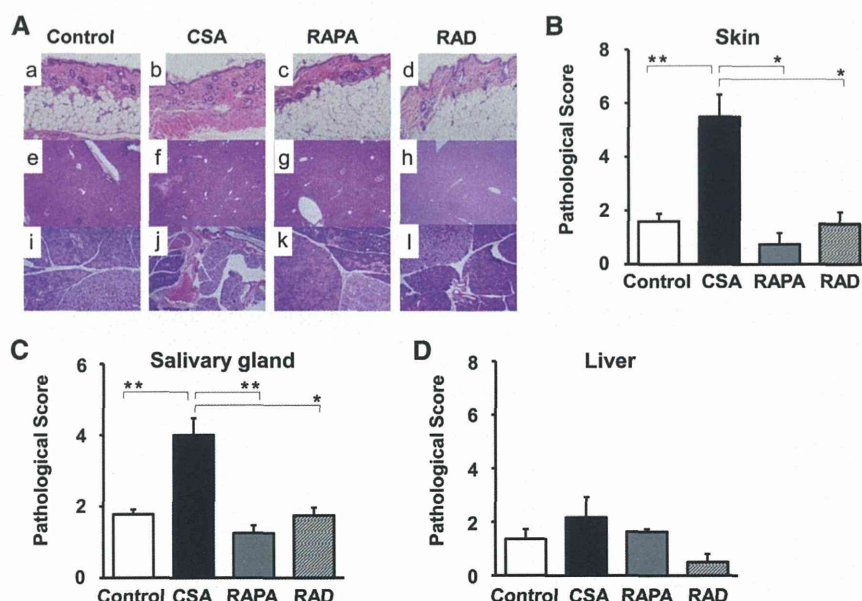 A
Control CSA RAPA RAD
a b c d
e f g h
i j k l
B
Skin
Pathological Score
8
6
4
2
0
** *
*
Control CSA RAPA RAD
C
Salivary gland
Pathological Score
6
4
2
0
** **
*
Control CSA RAPA RAD
D
Liver
Pathological Score
8
6
4
2
0
Control CSA RAPA RAD